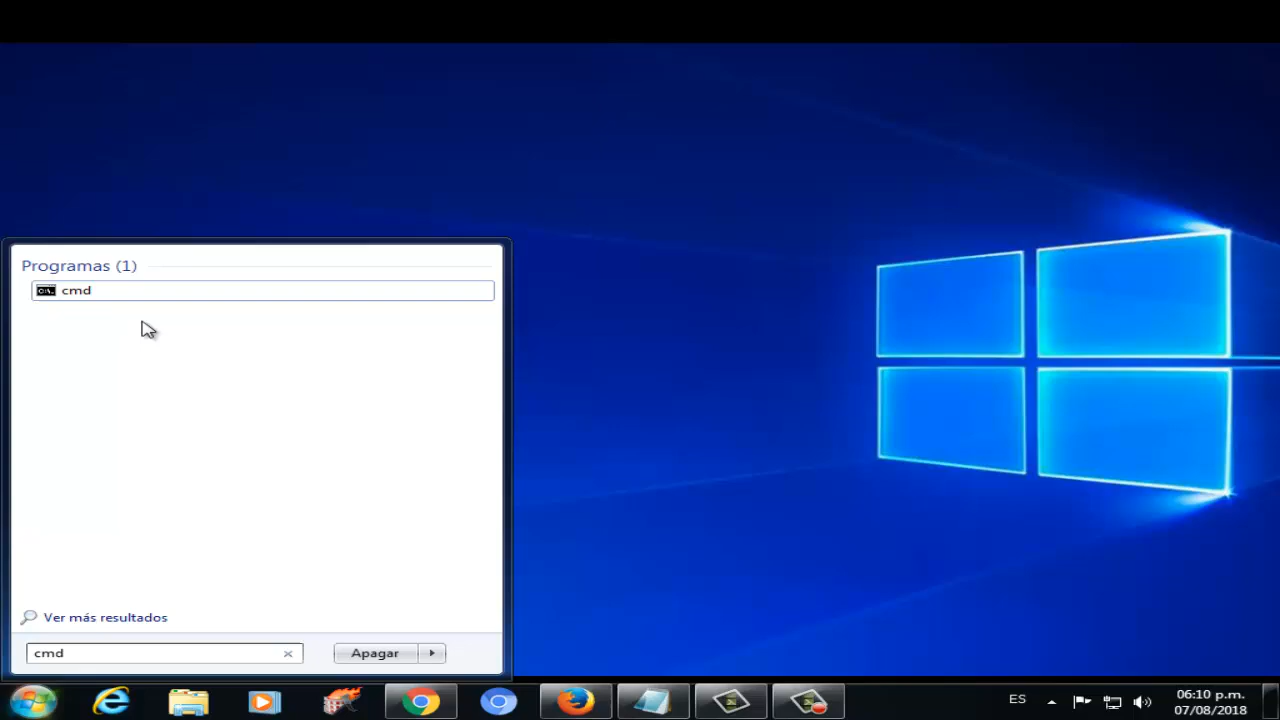 Programas (1)
cmd
Ver más resultados
cmd
Apagar
ES
06:10 p.m.
07/08/2018